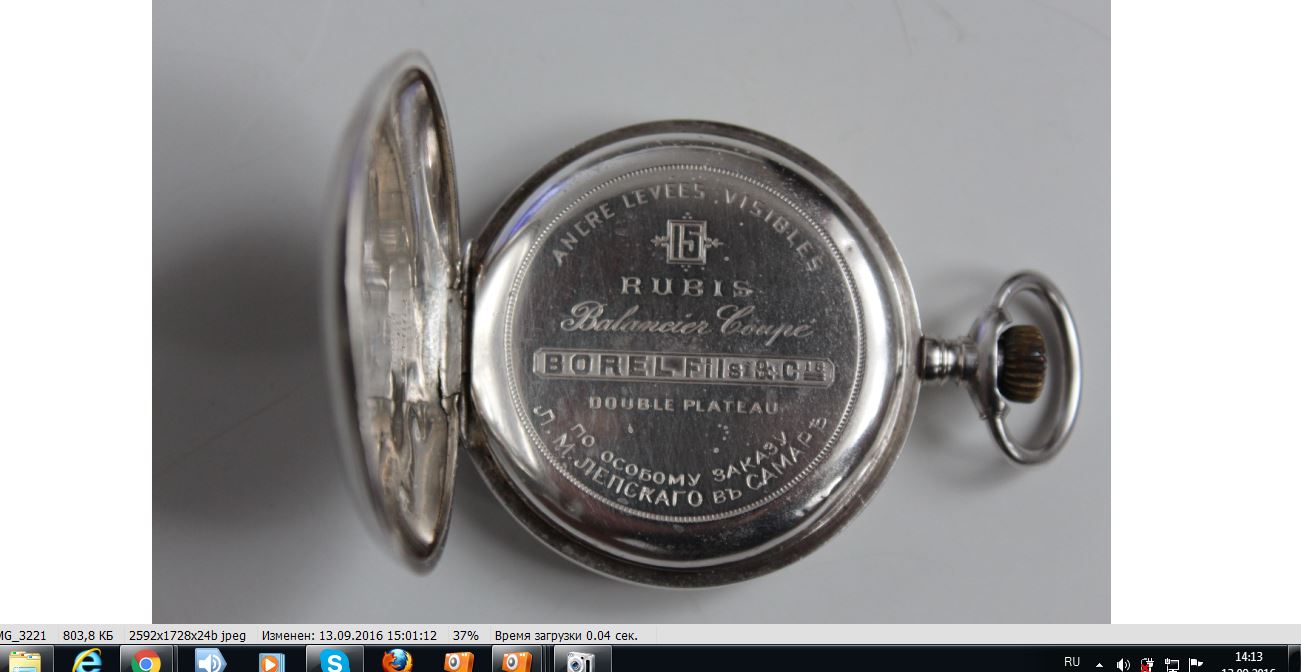 ANCRE LEVEES VISIBLES
15
RUBIS
Balancier Coupé
BOREL Fils & Cie
DOUBLE PLATEAU
ПО ОСОБОМУ ЗАКАЗУ
Л.М.ЛЕПСКАГО ВЪ САМАРѢ
MG_3221 803,8 КБ 2592x1728x24b jpeg Изменен: 13.09.2016 15:01:12 37% Время загрузки 0.04 сек.
RU 14:13